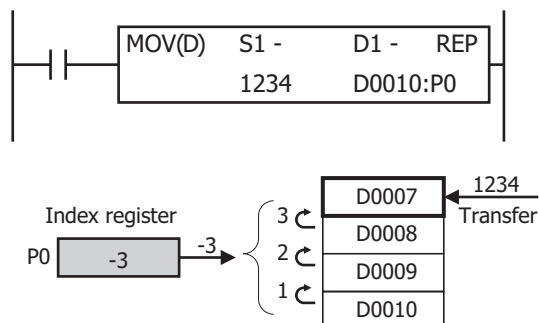 MOV(D) S1 - D1 - REP
1234 D0010:P0
Index register
P0 -3 -3
3 2 1
D0007
D0008
D0009
D0010
1234
Transfer